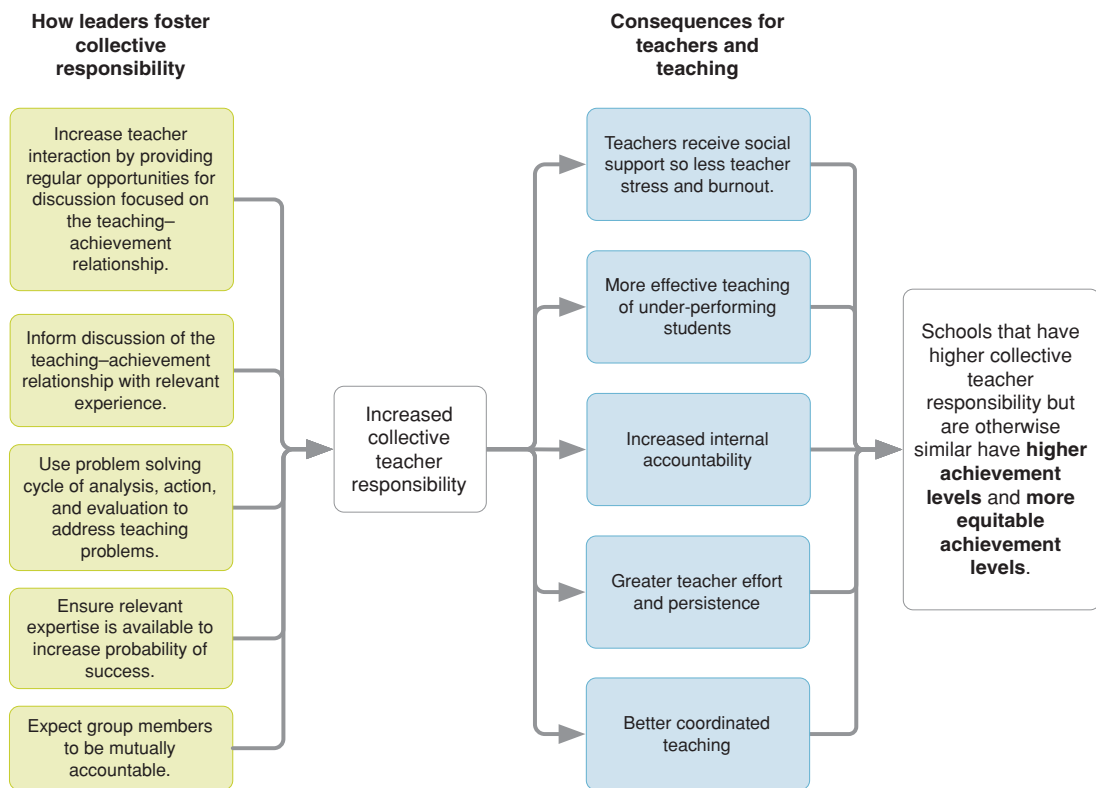 How leaders foster
collective
responsibility
Increase teacher
interaction by providing
regular opportunities for
discussion focused on
the teaching–
achievement
relationship.
Inform discussion of the
teaching–achievement
relationship with relevant
experience.
Use problem solving
cycle of analysis, action,
and evaluation to
address teaching
problems.
Ensure relevant
expertise is available to
increase probability of
success.
Expect group members
to be mutually
accountable.
Increased
collective
teacher
responsibility
Consequences for
teachers and
teaching
Teachers receive social
support so less teacher
stress and burnout.
More effective teaching
of under-performing
students
Increased internal
accountability
Greater teacher effort
and persistence
Better coordinated
teaching
Schools that have
higher collective
teacher
responsibility but
are otherwise
similar have higher
achievement
levels and more
equitable
achievement
levels.